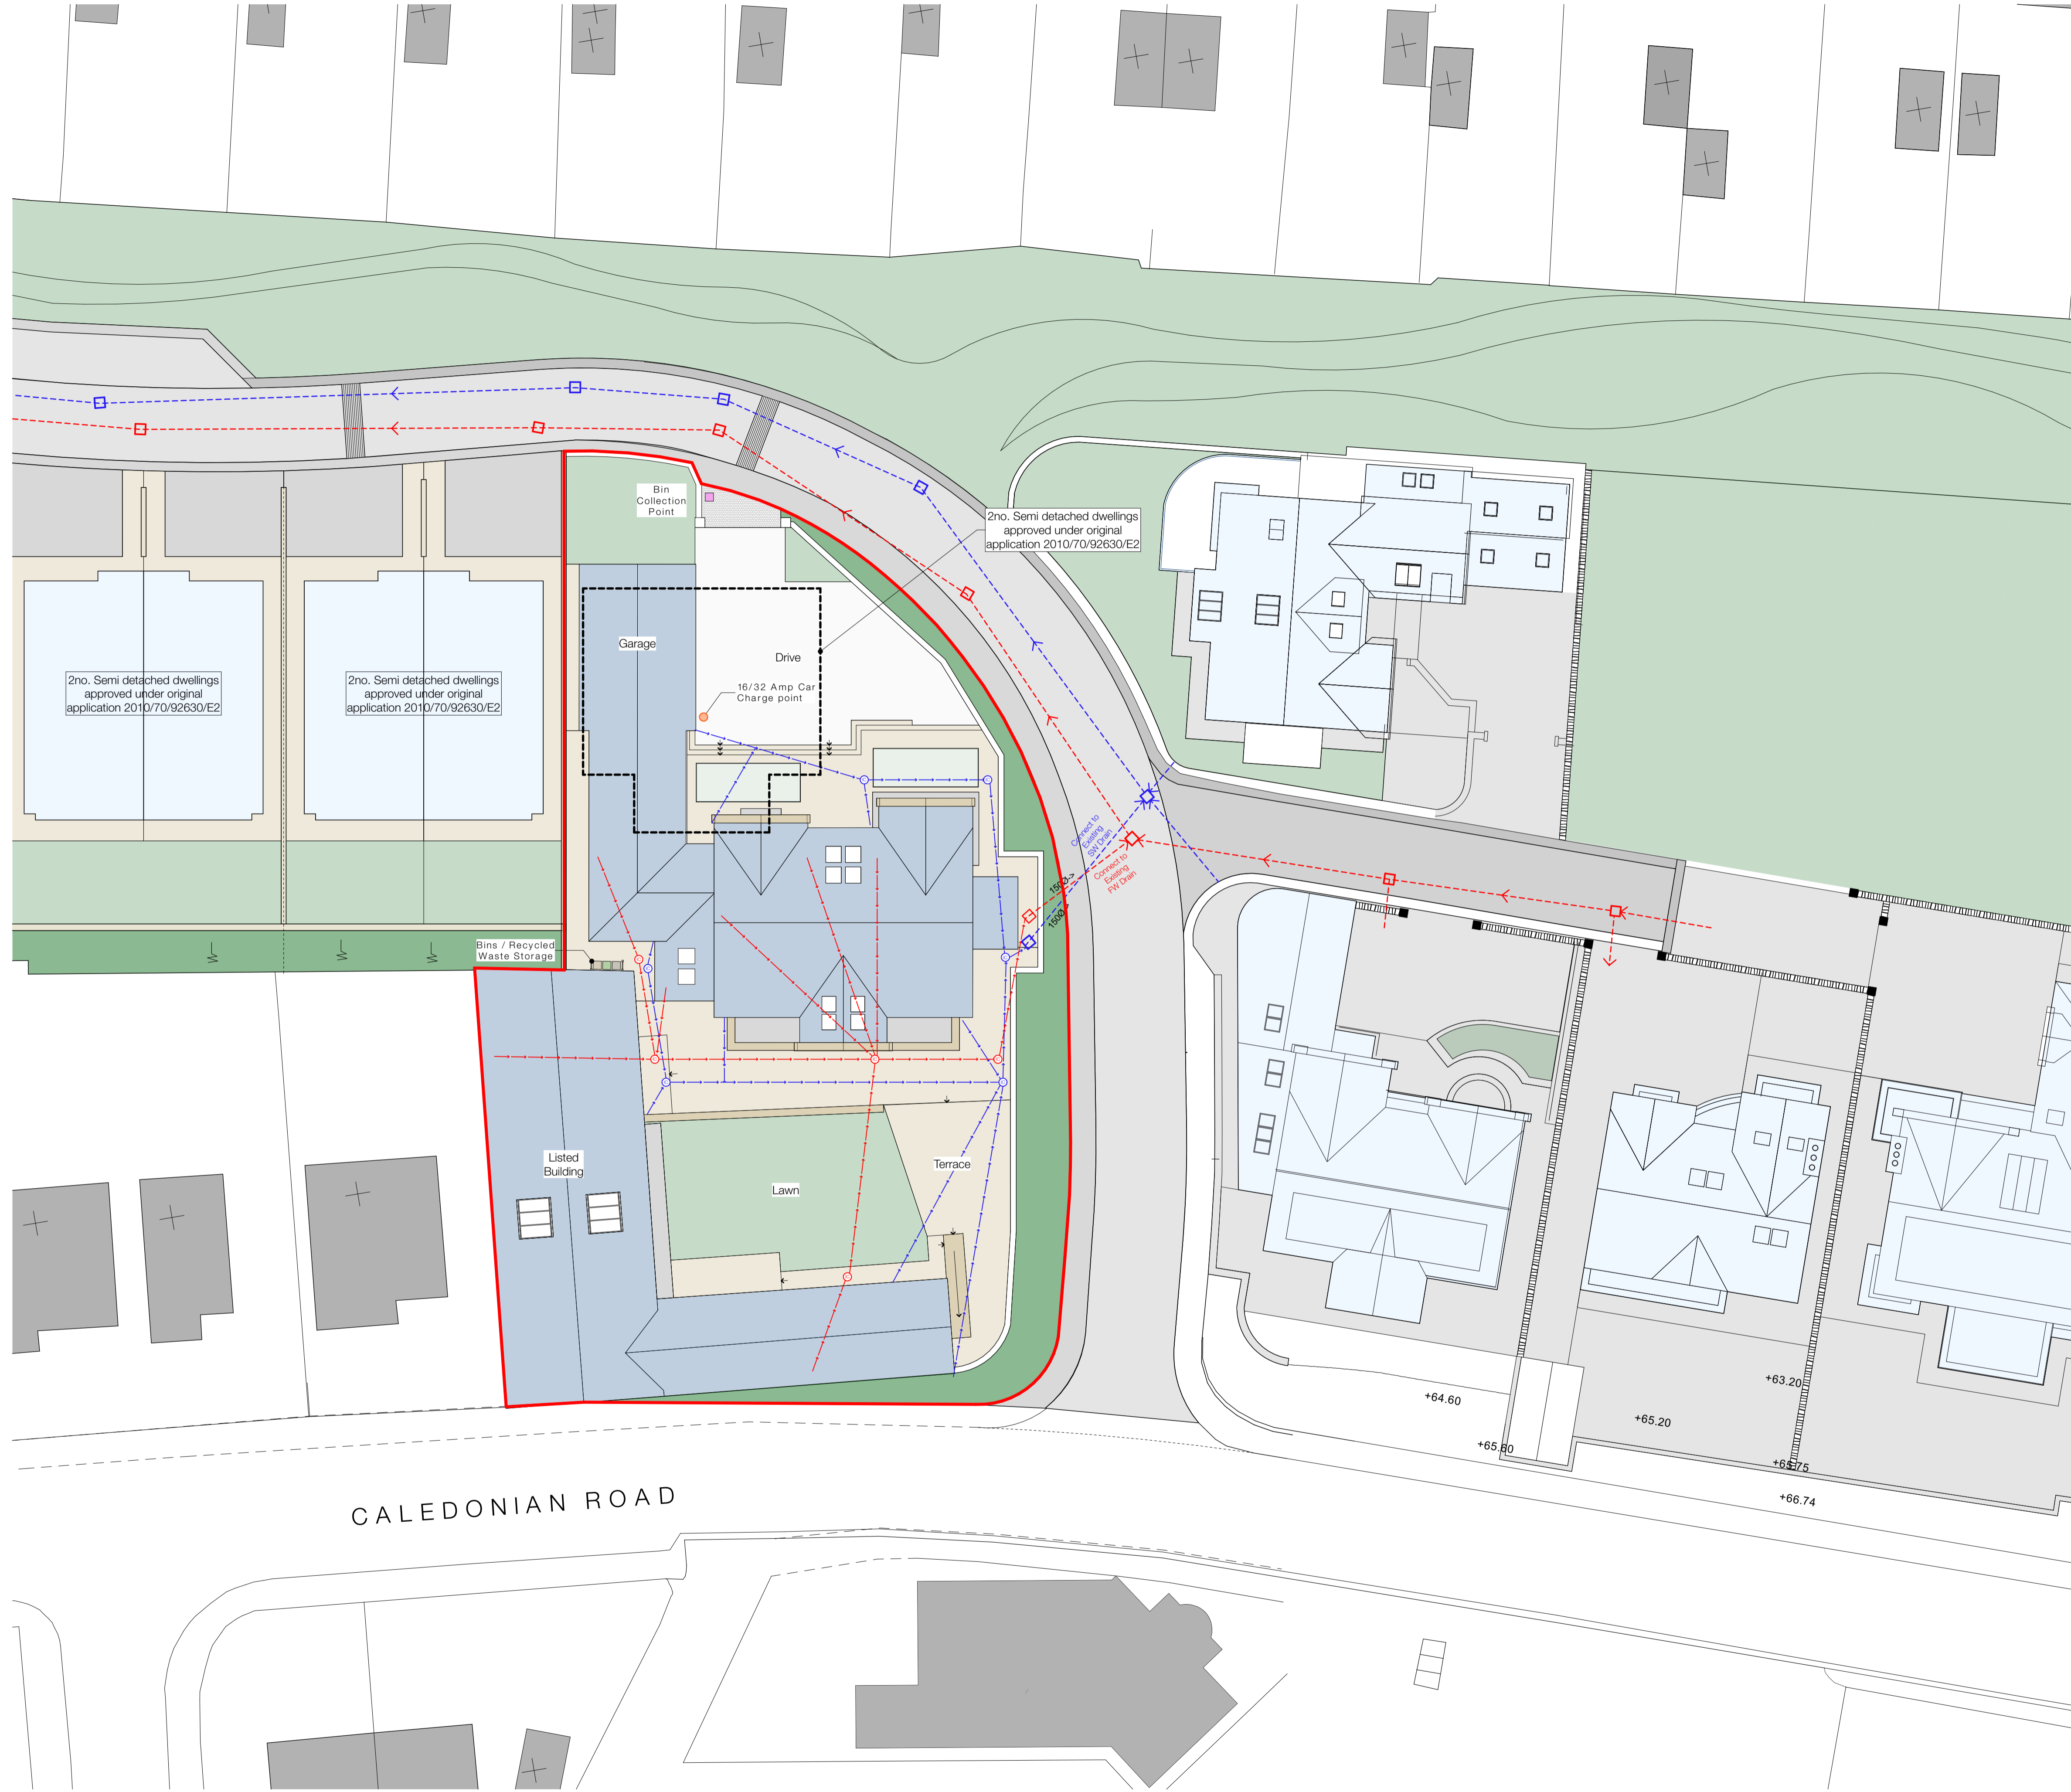 Bin
Collection
Point
2no. Semi detached dwellings
approved under original
application 2010/70/92630/E2
Garage
Drive
16/32 Amp Car
Charge point
2no. Semi detached dwellings
approved under original
application 2010/70/92630/E2
2no. Semi detached dwellings
approved under original
application 2010/70/92630/E2
Connect to
Existing
SW Drain
Connect to
Existing
FW Drain
150Ø->
150Ø->
Bins / Recycled
Waste Storage
Listed
Building
Lawn
Terrace
+64.60
+63.20
+65.20
+65.60
+65.75
+66.74
CALEDONIAN ROAD